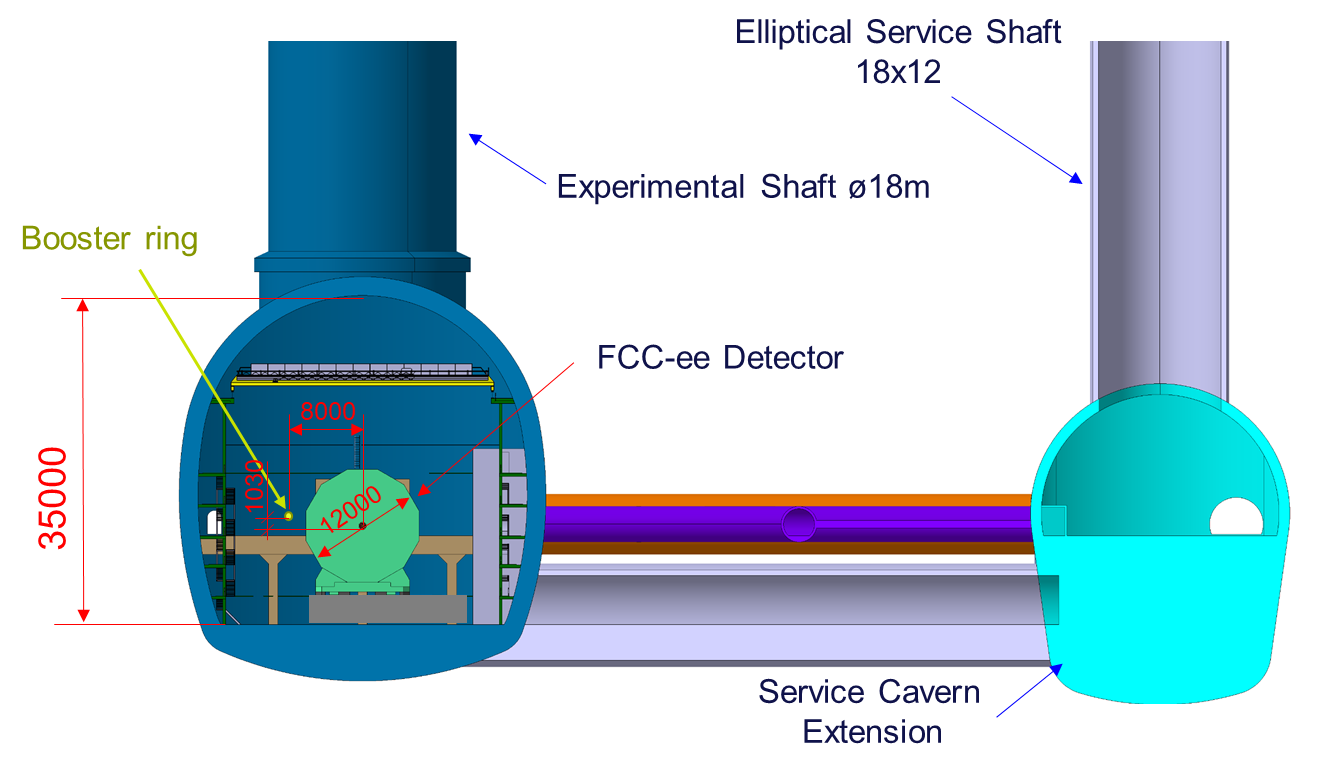 Elliptical Service Shaft
18x12
Experimental Shaft ø18m
Booster ring
FCC-ee Detector
8000
1030
12000
35000
Service Cavern
Extension